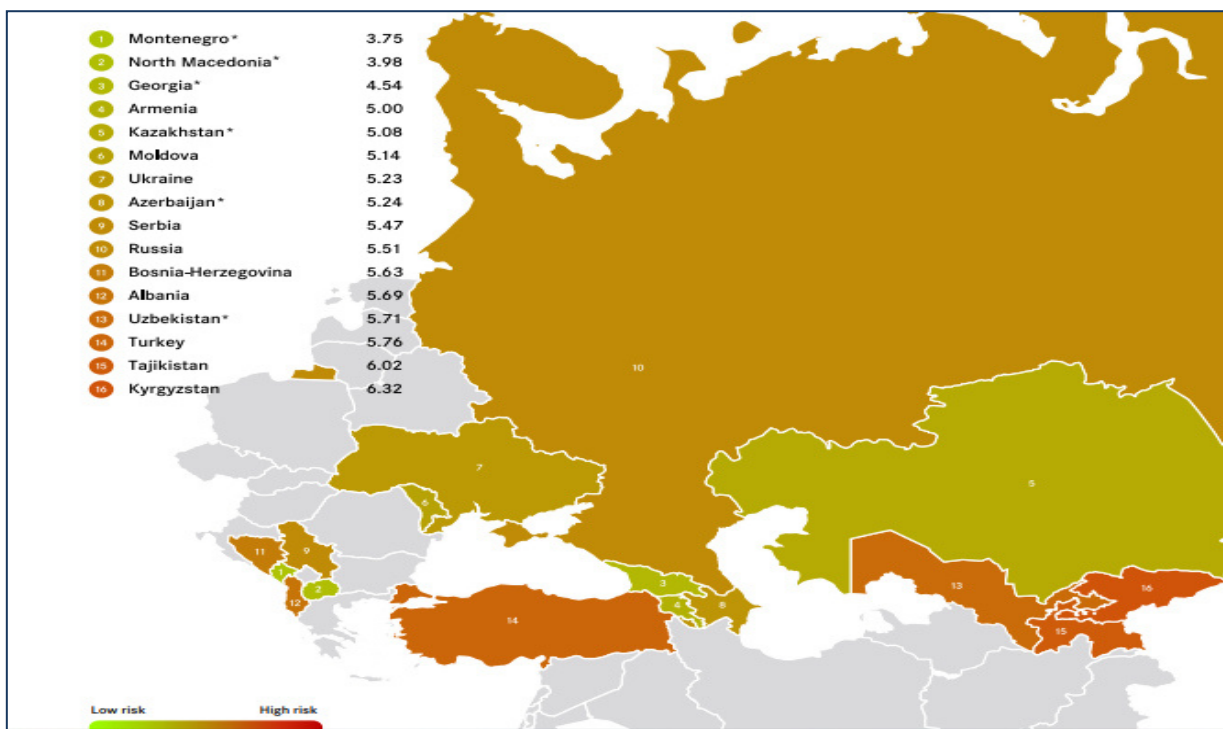 1 Montenegro* 3.75
2 North Macedonia* 3.98
3 Georgia* 4.54
4 Armenia 5.00
5 Kazakhstan* 5.08
6 Moldova 5.14
7 Ukraine 5.23
8 Azerbaijan* 5.24
9 Serbia 5.47
10 Russia 5.51
11 Bosnia-Herzegovina 5.63
12 Albania 5.69
13 Uzbekistan* 5.71
14 Turkey 5.76
15 Tajikistan 6.02
16 Kyrgyzstan 6.32
10
7
5
6
11 9
1
2
12
3
4 8
14
13 16
15
Low risk High risk